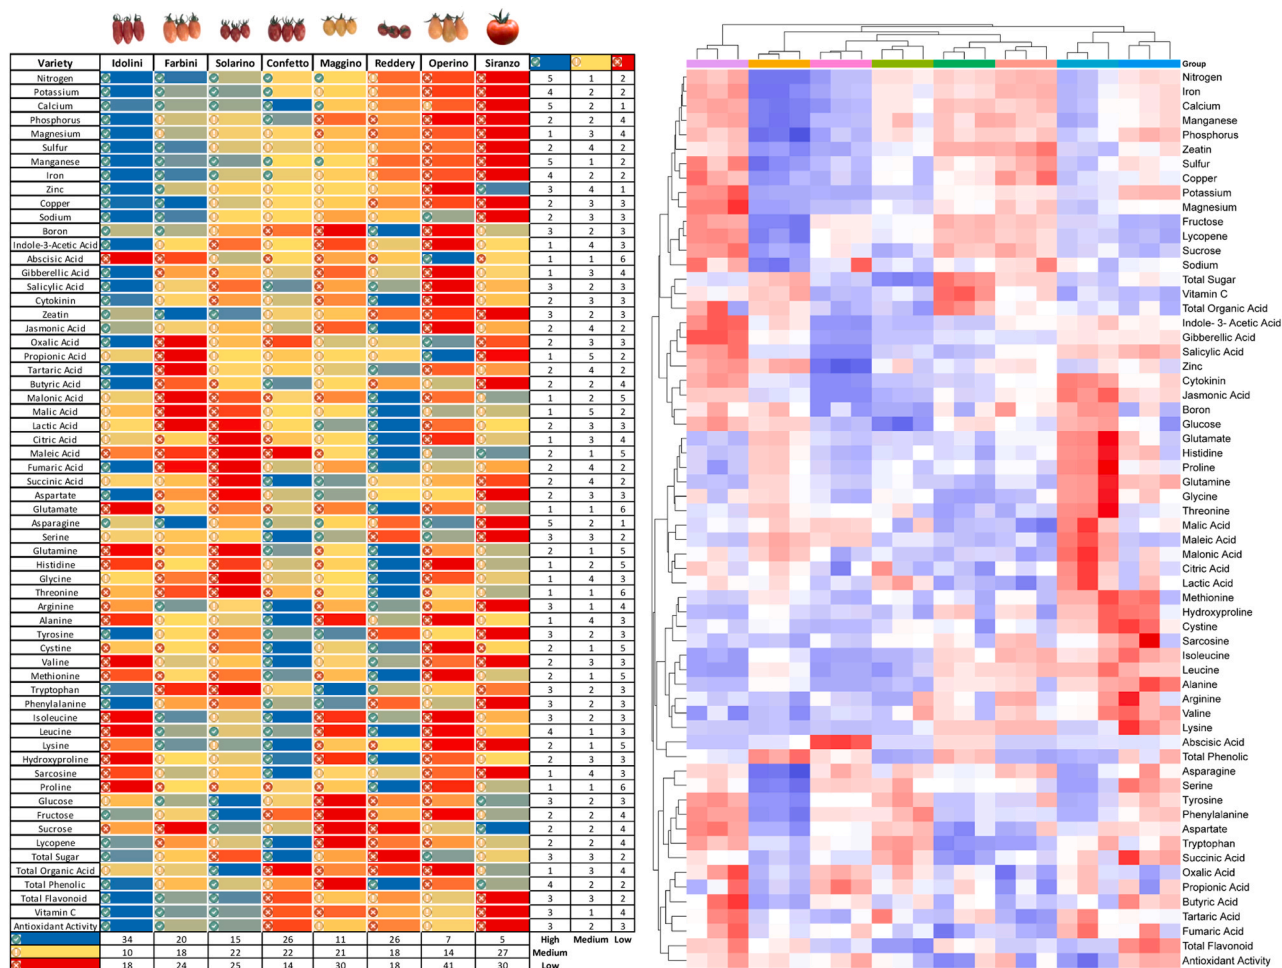 Variety Idolini Farbini Solarino Confetto Maggino Reddery Operino Siranzo
Nitrogen 5 1 2
Potassium 4 2 2
Calcium 5 2 1
Phosphorus 2 2 4
Magnesium 1 3 4
Sulfur 2 3 3
Manganese 5 1 2
Iron 4 2 2
Zinc 3 4 1
Copper 2 3 3
Sodium 2 3 3
Boron 3 2 3
Indole-3-Acetic Acid 1 4 3
Abscisic Acid 1 1 6
Gibberellic Acid 1 3 4
Salicylic Acid 3 2 3
Cytokinin 2 3 3
Zeatin 3 2 3
Jasmonic Acid 2 4 2
Oxalic Acid 2 3 3
Propionic Acid 1 5 2
Tartaric Acid 2 4 2
Butyric Acid 2 2 4
Malonic Acid 1 2 5
Malic Acid 1 5 2
Lactic Acid 2 3 3
Citric Acid 1 3 4
Maleic Acid 2 1 5
Fumaric Acid 2 4 2
Succinic Acid 2 4 2
Aspartate 2 3 3
Glutamate 1 1 6
Asparagine 5 2 1
Serine 3 3 2
Glutamine 2 1 5
Histidine 1 2 5
Glycine 1 4 3
Threonine 1 1 6
Arginine 3 1 4
Alanine 1 4 3
Tyrosine 3 2 3
Cystine 2 1 5
Valine 2 3 3
Methionine 2 1 5
Tryptophan 3 2 3
Phenylalanine 3 2 3
Isoleucine 3 2 3
Leucine 4 1 3
Lysine 2 1 5
Hydroxyproline 3 2 3
Sarcosine 1 4 3
Proline 1 1 6
Glucose 3 2 3
Fructose 2 2 4
Sucrose 2 2 4
Lycopene 2 2 4
Total Sugar 3 3 2
Total Organic Acid 1 3 4
Total Phenolic 4 2 2
Total Flavonoid 3 3 2
Vitamin C 3 1 4
Antioxidant Activity 3 2 3
34 20 15 26 11 26 7 5 High Medium Low
10 18 22 22 21 18 14 27 Medium
18 24 25 14 30 18 41 30 Low
Group
Nitrogen
Iron
Calcium
Manganese
Phosphorus
Zeatin
Sulfur
Copper
Potassium
Magnesium
Fructose
Lycopene
Sucrose
Sodium
Total Sugar
Vitamin C
Total Organic Acid
Indole- 3- Acetic Acid
Gibberellic Acid
Salicylic Acid
Zinc
Cytokinin
Jasmonic Acid
Boron
Glucose
Glutamate
Histidine
Proline
Glutamine
Glycine
Threonine
Malic Acid
Maleic Acid
Malonic Acid
Citric Acid
Lactic Acid
Methionine
Hydroxyproline
Cystine
Sarcosine
Isoleucine
Leucine
Alanine
Arginine
Valine
Lysine
Abscisic Acid
Total Phenolic
Asparagine
Serine
Tyrosine
Phenylalanine
Aspartate
Tryptophan
Succinic Acid
Oxalic Acid
Propionic Acid
Butyric Acid
Tartaric Acid
Fumaric Acid
Total Flavonoid
Antioxidant Activity